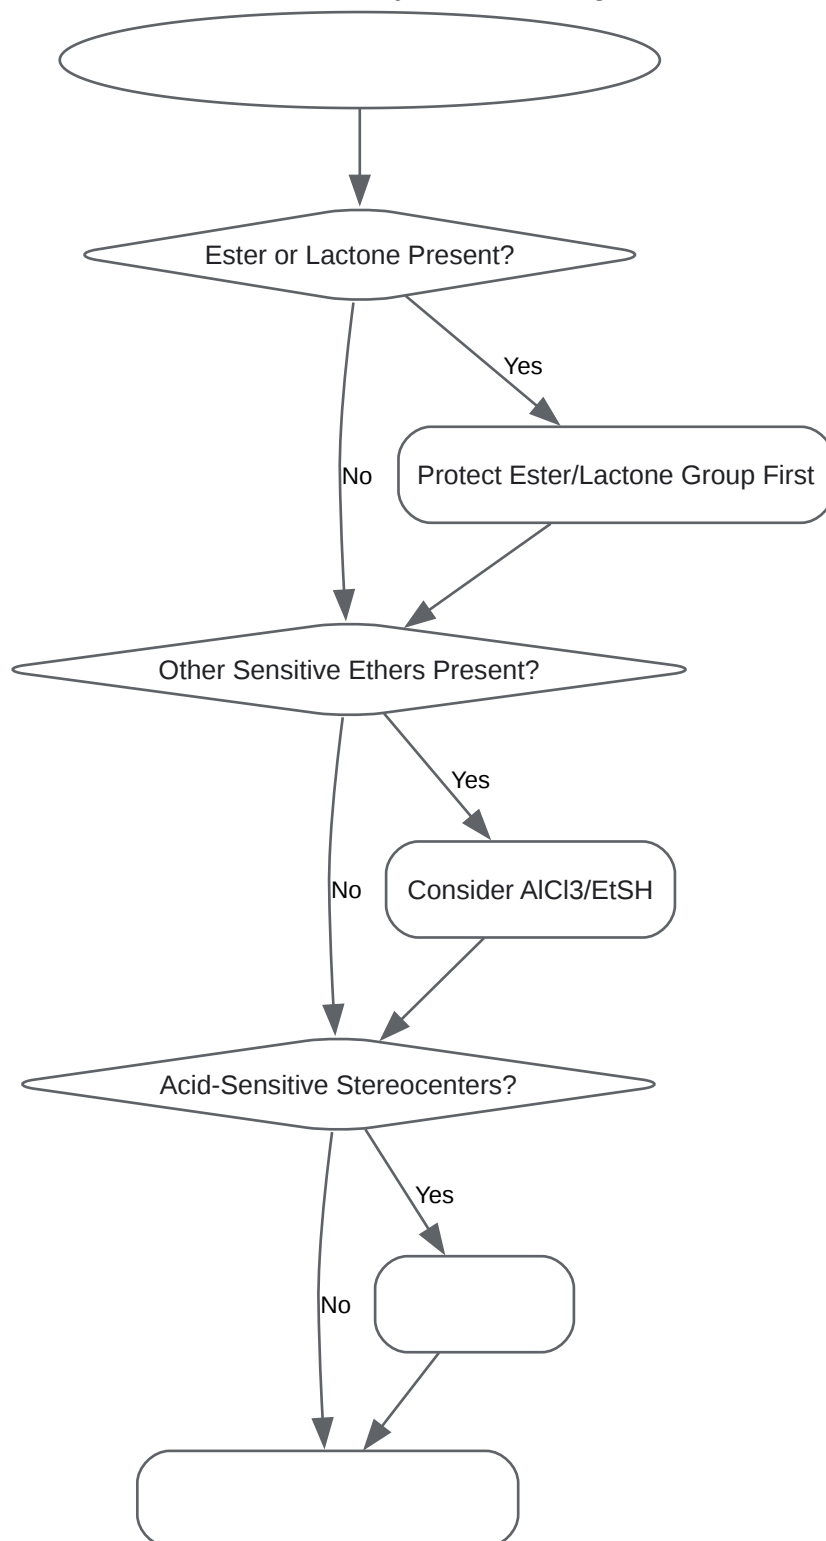 Ester or Lactone Present?
Yes
No
Protect Ester/Lactone Group First
Other Sensitive Ethers Present?
Yes
No
Consider AlCl3/EtSH
Acid-Sensitive Stereocenters?
Yes
No